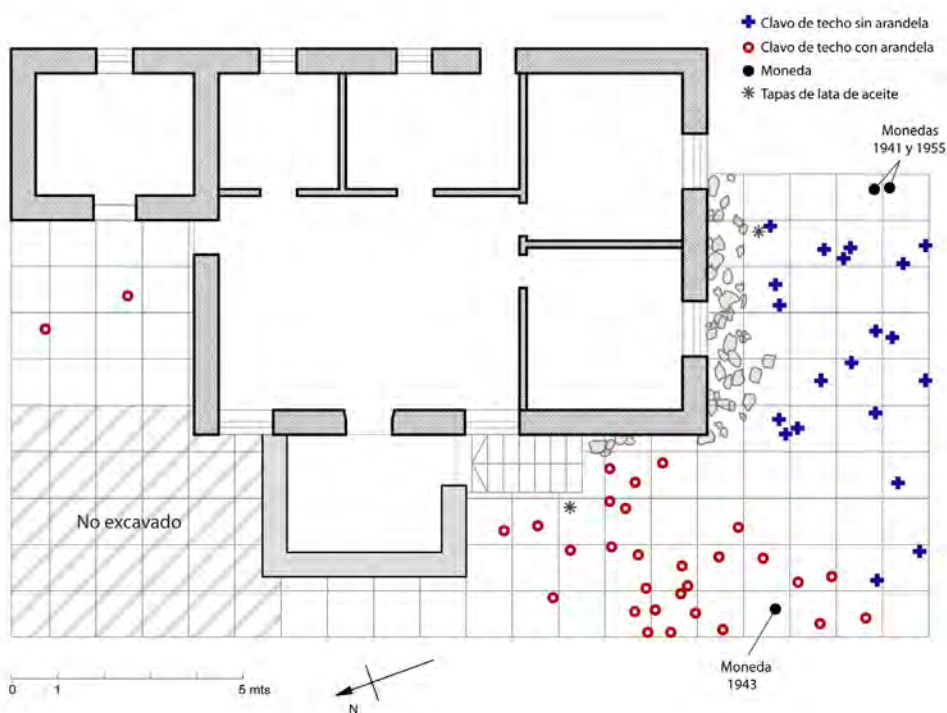 Clavo de techo sin arandela
Clavo de techo con arandela
Moneda
Tapas de lata de aceite
Monedas
1941 y 1955
No excavado
Moneda
1943
0 1 5 mts
N